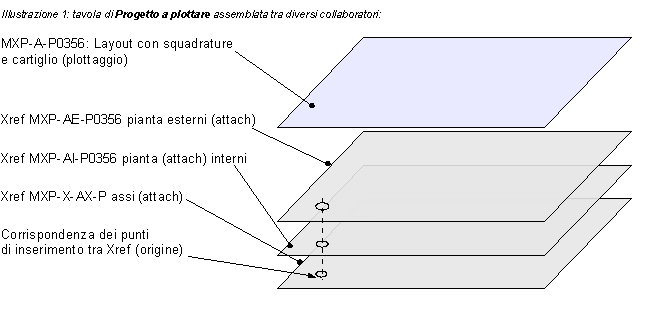 Illustrazione 1: tavola di Progetto a plottare assemblata tra diversi collaboratori:
MXP-A-P0356: Layout con squadrature
e cartiglio (plottaggio)
Xref MXP-AE-P0356 pianta esterni (attach)
Xref MXP-AI-P0356 pianta (attach) interni
Xref MXP-X-AX-P assi (attach)
Corrispondenza dei punti
di inserimento tra Xref (origine)